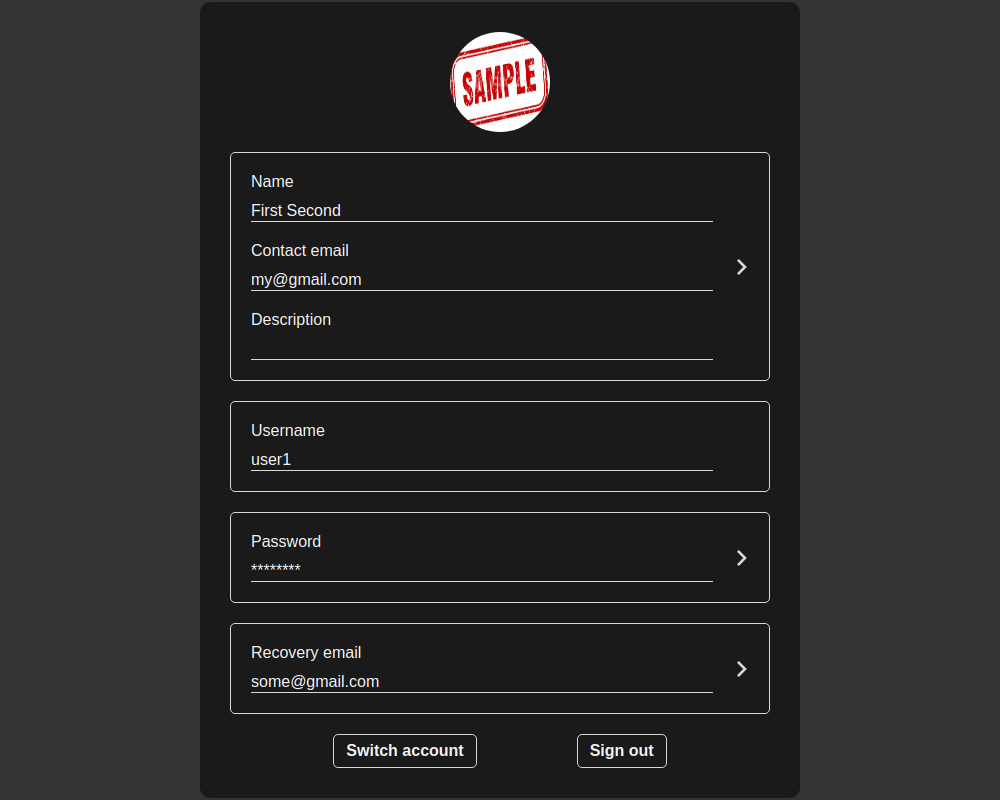 SAMPLE
Name
First Second
Contact email
my@gmail.com
Description
Username
user1
Password
********
Recovery email
some@gmail.com
Switch account
Sign out